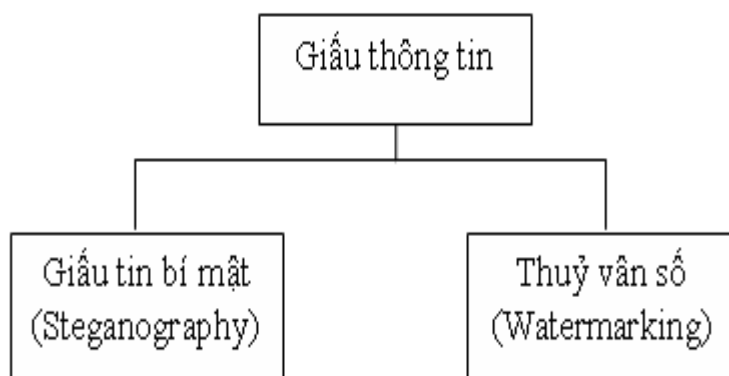 Giấu thông tin
Giấu tin bí mật
(Steganography)
Thuỷ vân số
(Watermarking)